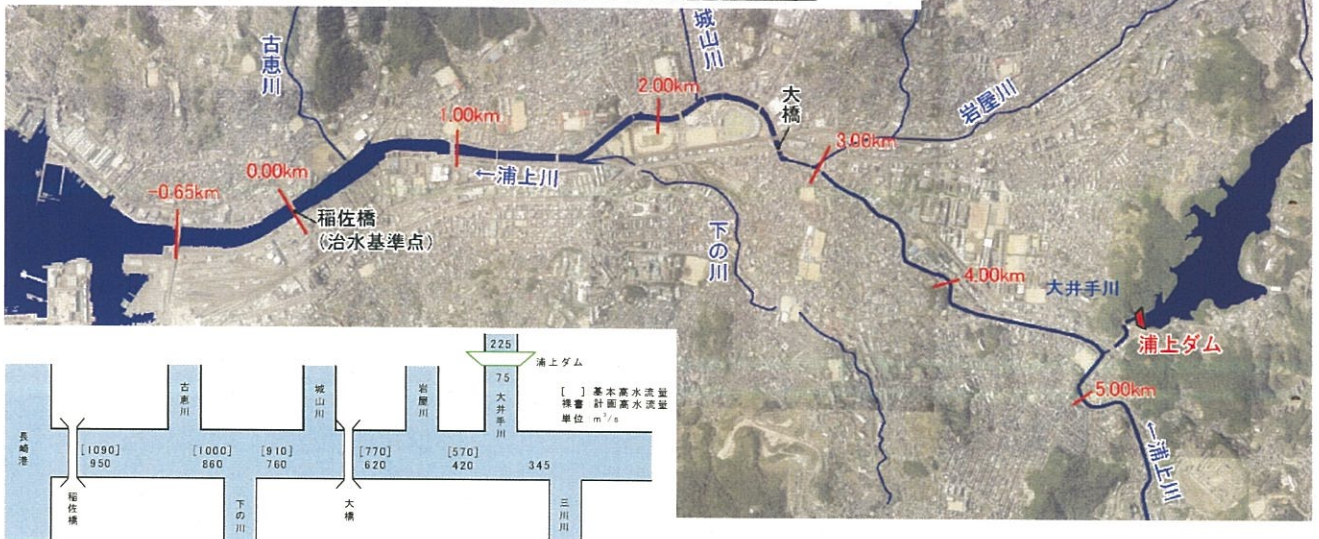 古恵川
城山川
2.00km
大橋
岩屋川
1.00km
3.00km
0.00km
←浦上川
-0.65km
稲佐橋
(治水基準点)
下の川
4.00km
大井手川
浦上ダム
5.00km
←浦上川
225
浦上ダム
75
大井手川
古恵川
城山川
岩屋川
[ ] 基本高水流量
裸書 計画高水流量
単位 m³/s
長崎港
[1090]
950
[1000]
860
[910]
760
[770]
620
[570]
420
345
稲佐橋
下の川
大橋
三川川